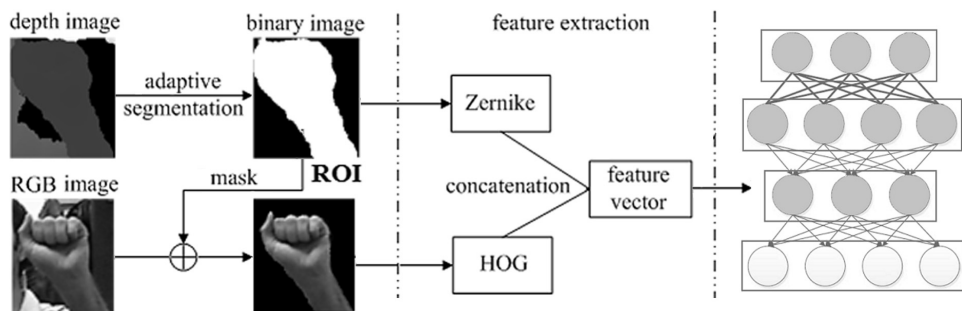 depth image
binary image
feature extraction
adaptive
segmentation
Zernike
ROI
mask
RGB image
concatenation
feature
vector
HOG